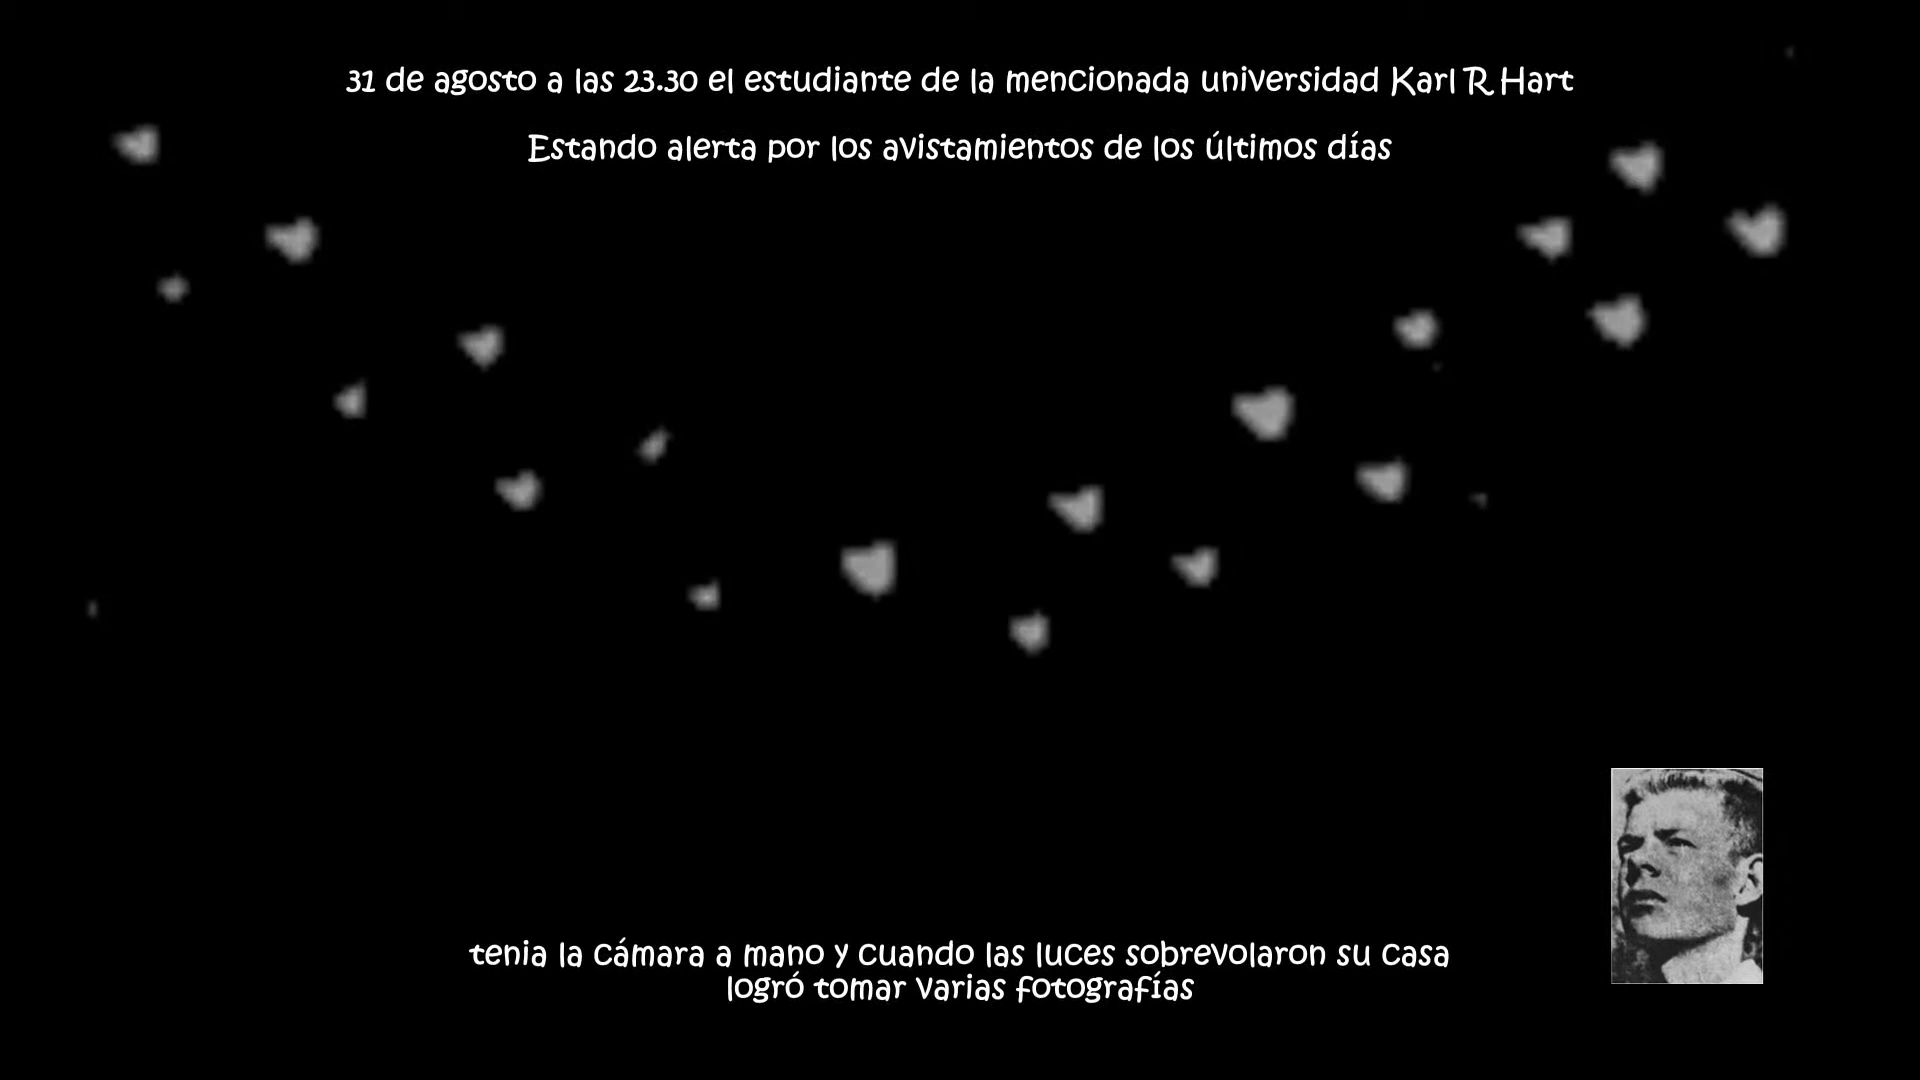 31 de agosto a las 23.30 el estudiante de la mencionada universidad Karl R Hart
Estando alerta por los avistamientos de los últimos días
tenia la cámara a mano y cuando las luces sobrevolaron su casa
logró tomar varias fotografías